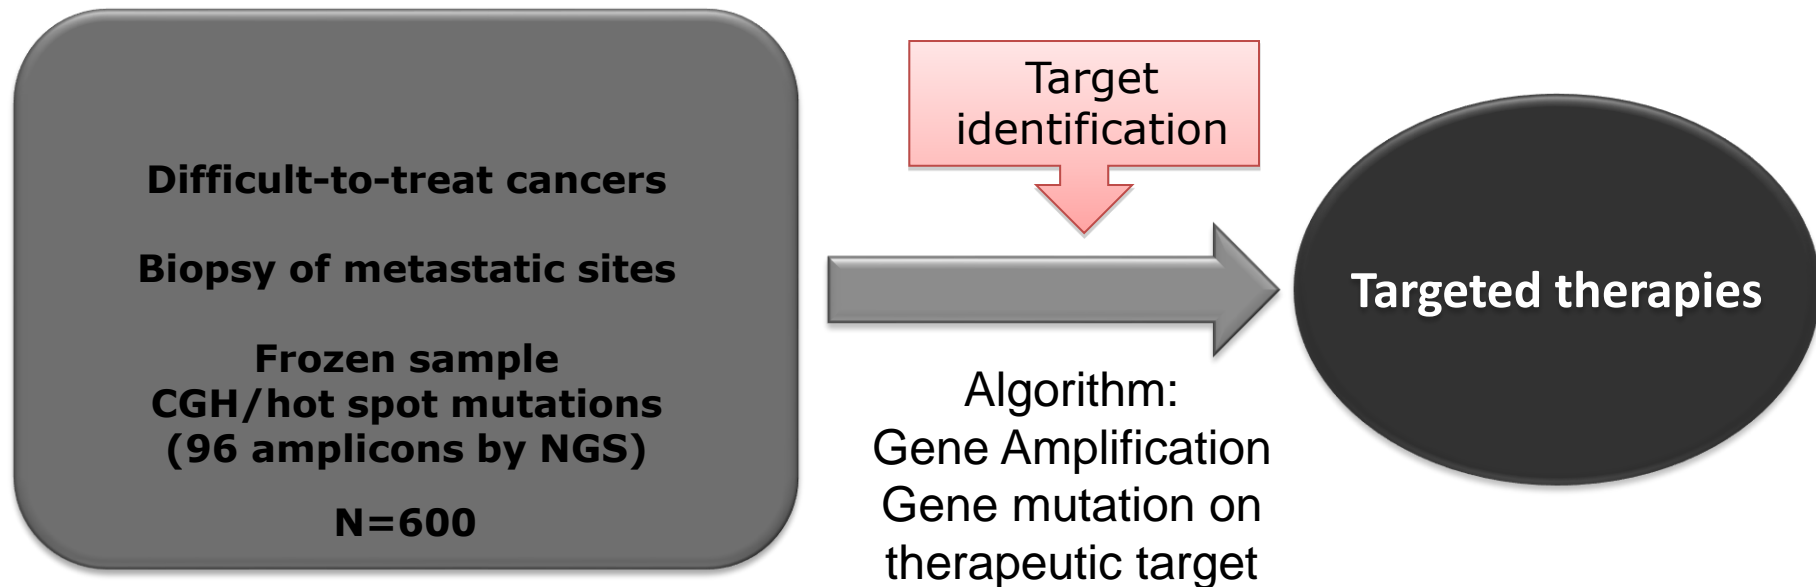 Difficult-to-treat cancers
Biopsy of metastatic sites
Frozen sample
CGH/hot spot mutations
(96 amplicons by NGS)
N=600
Target
identification
Algorithm:
Gene Amplification
Gene mutation on
therapeutic target
Targeted therapies